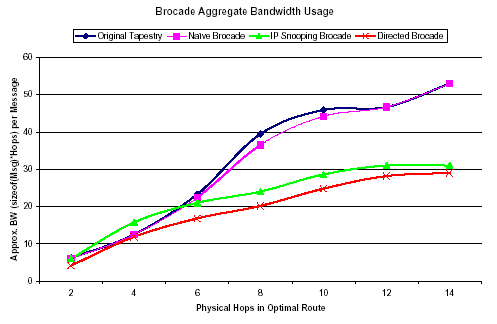 Brocade Aggregate Bandwidth Usage
Original Tapestry Naïve Brocade IP Snooping Brocade Directed Brocade
60
50
40
30
20
10
0
Approx. BW (sizeof(Msg)*Hops) per Message
2 4 6 8 10 12 14
Physical Hops in Optimal Route